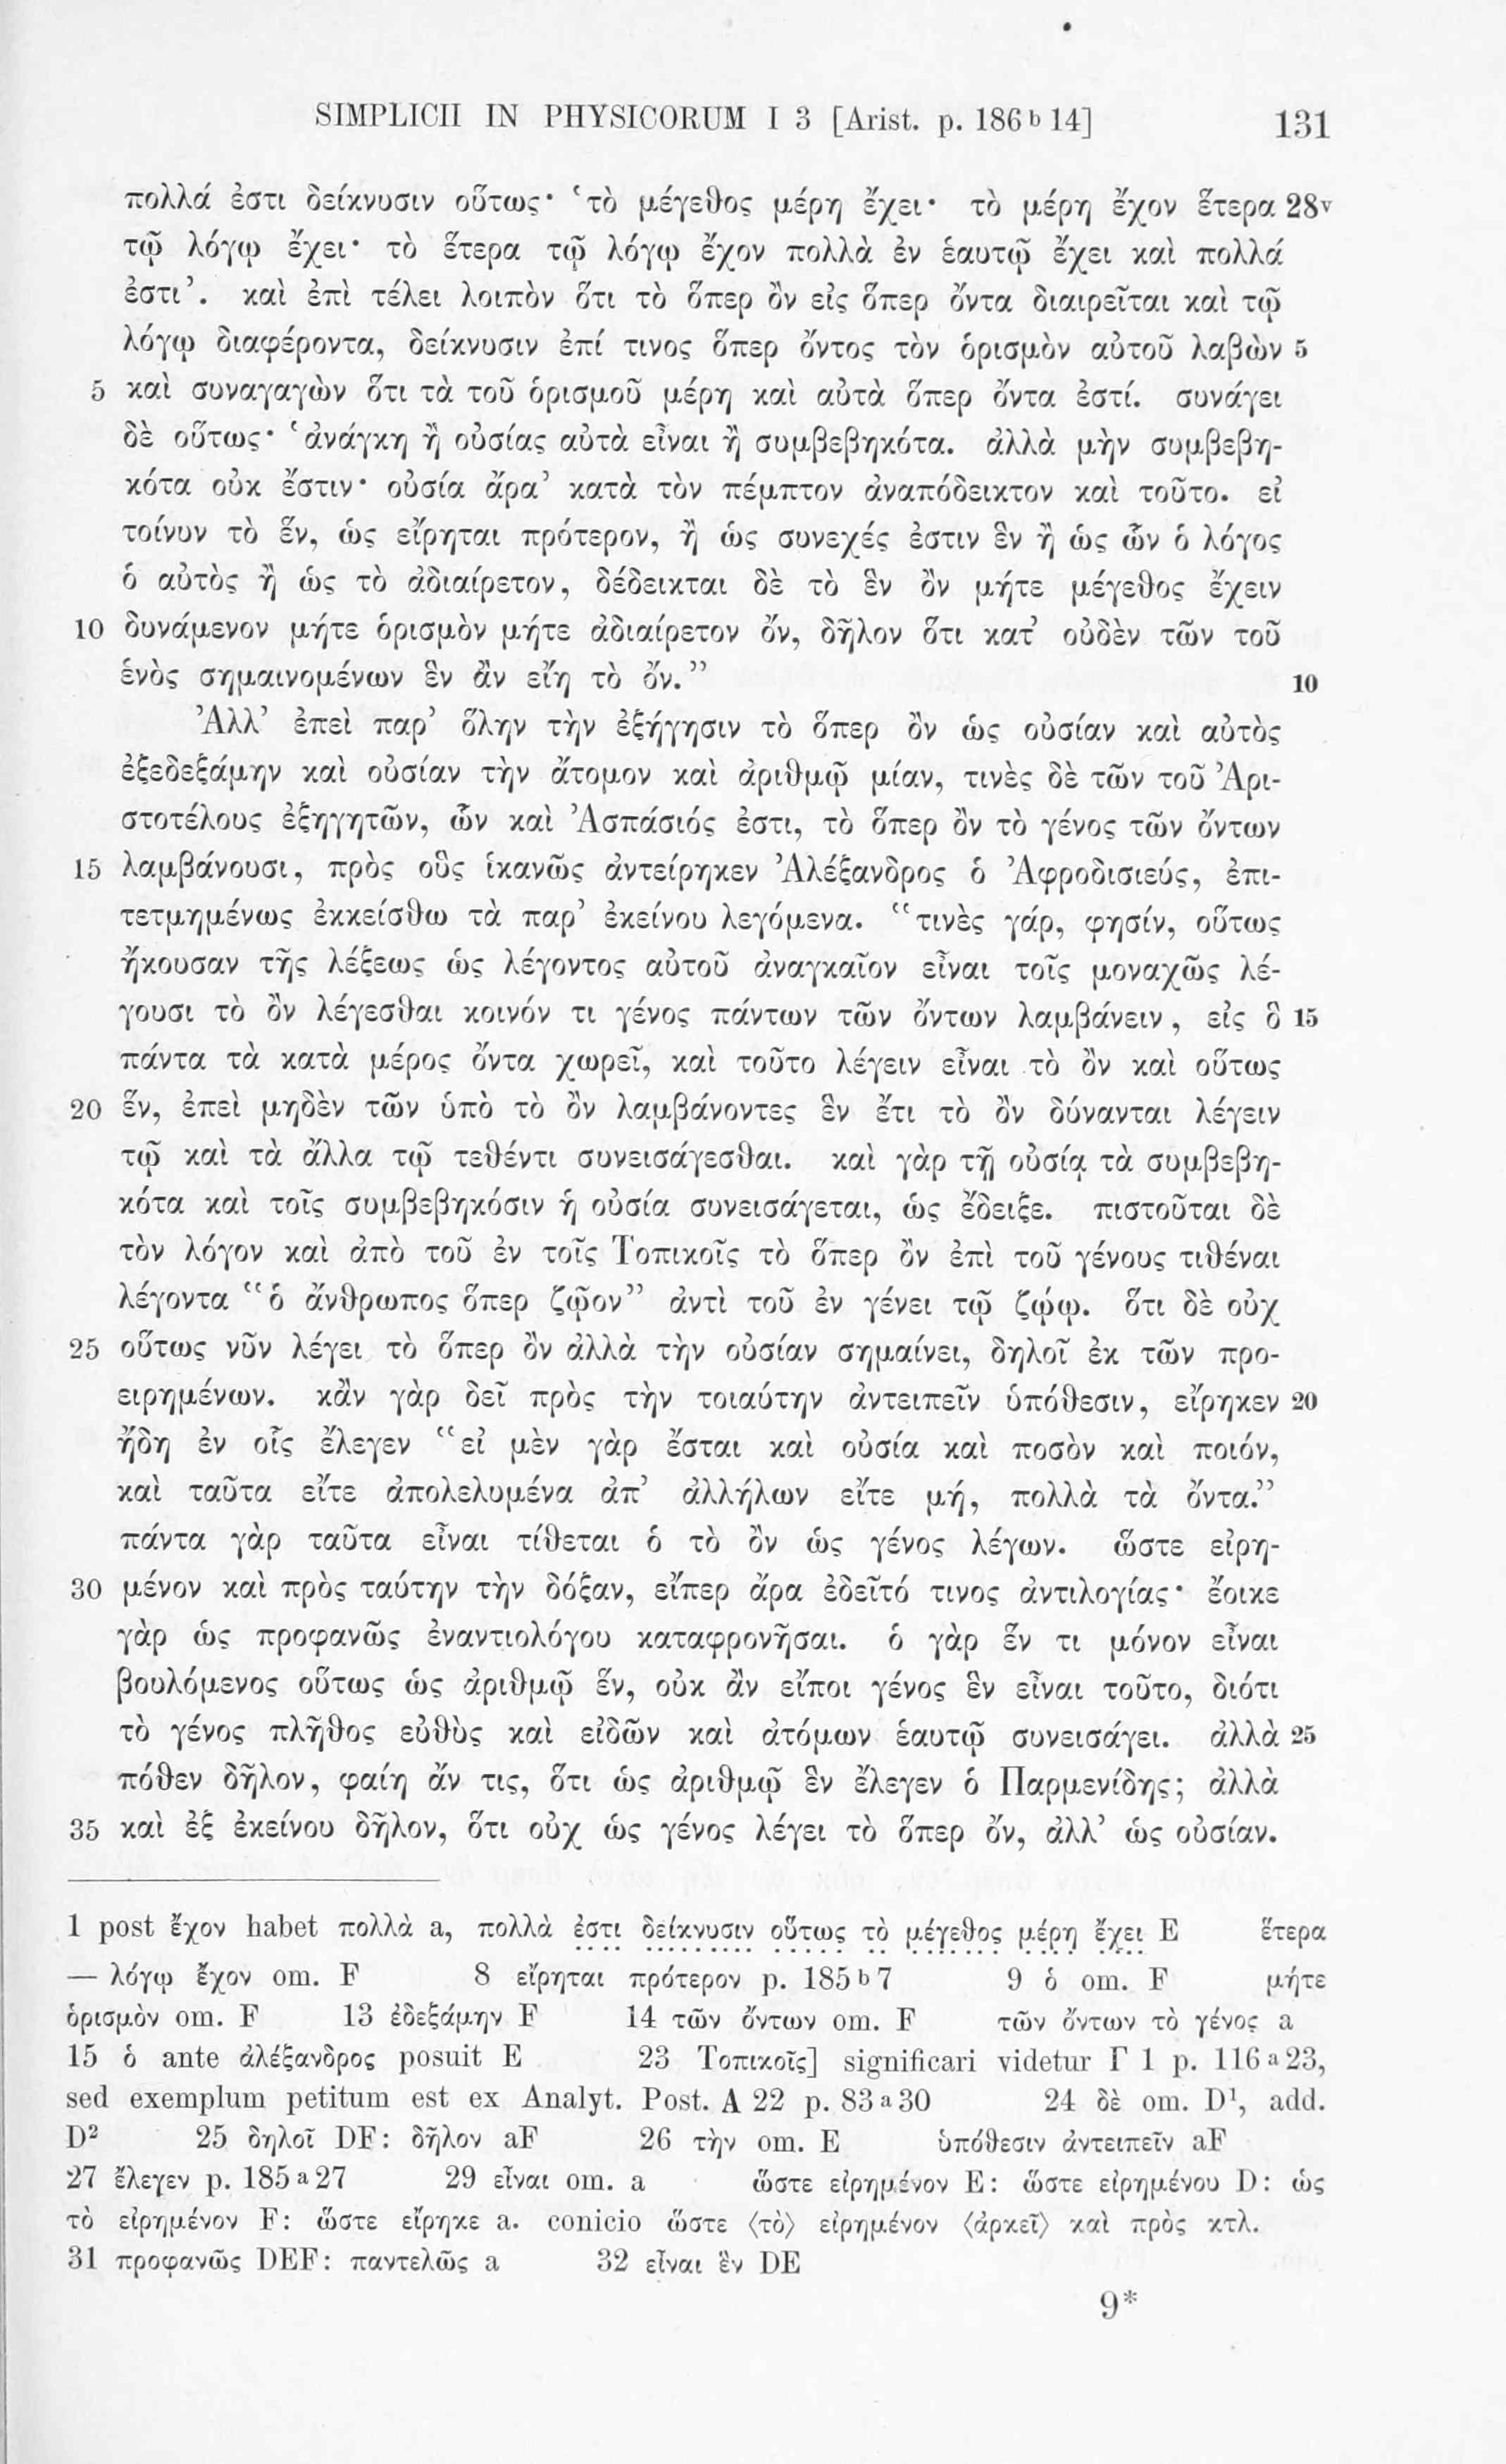 SIMPLICII IN PHYSICORUM I 3 [Arist. p. 186 b 14] 131
πολλά ἐστι δείκνυσιν οὕτως· ‘τὸ μέγεθος μέρη ἔχει· τὸ μέρη ἔχον ἕτερα 28v
τῷ λόγῳ ἔχει· τὸ ἕτερα τῷ λόγῳ ἔχον πολλὰ ἐν ἑαυτῷ ἔχει καὶ πολλά
ἐστι’. καὶ ἐπὶ τέλει λοιπὸν ὅτι τὸ ὅπερ ὂν εἰς ὅπερ ὄντα διαιρεῖται καὶ τῷ
λόγῳ διαφέροντα, δείκνυσιν ἐπί τινος ὅπερ ὄντος τὸν ὁρισμὸν αὐτοῦ λαβὼν 5
5 καὶ συναγαγὼν ὅτι τὰ τοῦ ὁρισμοῦ μέρη καὶ αὐτὰ ὅπερ ὄντα ἐστί. συνάγει
δὲ οὕτως· ‘ἀνάγκη ἢ οὐσίας αὐτὰ εἶναι ἢ συμβεβηκότα. ἀλλὰ μὴν συμβεβη-
κότα οὐκ ἔστιν· οὐσία ἄρα’ κατὰ τὸν πέμπτον ἀναπόδεικτον καὶ τοῦτο. εἰ
τοίνυν τὸ ἕν, ὡς εἴρηται πρότερον, ἢ ὡς συνεχές ἐστιν ἓν ἢ ὡς ὧν ὁ λόγος
ὁ αὐτὸς ἢ ὡς τὸ ἀδιαίρετον, δέδεικται δὲ τὸ ἓν ὂν μήτε μέγεθος ἔχειν
10 δυνάμενον μήτε ὁρισμὸν μήτε ἀδιαίρετον ὄν, δῆλον ὅτι κατ’ οὐδὲν τῶν τοῦ
ἑνὸς σημαινομένων ἓν ἂν εἴη τὸ ὄν.” 10
Ἀλλ’ ἐπεὶ παρ’ ὅλην τὴν ἐξήγησιν τὸ ὅπερ ὂν ὡς οὐσίαν καὶ αὐτὸς
ἐξεδεξάμην καὶ οὐσίαν τὴν ἄτομον καὶ ἀριθμῷ μίαν, τινὲς δὲ τῶν τοῦ Ἀρι-
στοτέλους ἐξηγητῶν, ὧν καὶ Ἀσπάσιός ἐστι, τὸ ὅπερ ὂν τὸ γένος τῶν ὄντων
15 λαμβάνουσι, πρὸς οὓς ἱκανῶς ἀντείρηκεν Ἀλέξανδρος ὁ Ἀφροδισιεύς, ἐπι-
τετμημένως ἐκκείσθω τὰ παρ’ ἐκείνου λεγόμενα. “τινὲς γάρ, φησίν, οὕτως
ἤκουσαν τῆς λέξεως ὡς λέγοντος αὐτοῦ ἀναγκαῖον εἶναι τοῖς μοναχῶς λέ-
γουσι τὸ ὂν λέγεσθαι κοινόν τι γένος πάντων τῶν ὄντων λαμβάνειν, εἰς ὃ 15
πάντα τὰ κατὰ μέρος ὄντα χωρεῖ, καὶ τοῦτο λέγειν εἶναι τὸ ὂν καὶ οὕτως
20 ἕν, ἐπεὶ μηδὲν τῶν ὑπὸ τὸ ὂν λαμβάνοντες ἓν ἔτι τὸ ὂν δύνανται λέγειν
τῷ καὶ τὰ ἄλλα τῷ τεθέντι συνεισάγεσθαι. καὶ γὰρ τῇ οὐσίᾳ τὰ συμβεβη-
κότα καὶ τοῖς συμβεβηκόσιν ἡ οὐσία συνεισάγεται, ὡς ἔδειξε. πιστοῦται δὲ
τὸν λόγον καὶ ἀπὸ τοῦ ἐν τοῖς Τοπικοῖς τὸ ὅπερ ὂν ἐπὶ τοῦ γένους τιθέναι
λέγοντα “ὁ ἄνθρωπος ὅπερ ζῷον” ἀντὶ τοῦ ἐν γένει τῷ ζῴῳ. ὅτι δὲ οὐχ
25 οὕτως νῦν λέγει τὸ ὅπερ ὂν ἀλλὰ τὴν οὐσίαν σημαίνει, δηλοῖ ἐκ τῶν προ-
ειρημένων. κἂν γὰρ δεῖ πρὸς τὴν τοιαύτην ἀντειπεῖν ὑπόθεσιν, εἴρηκεν 20
ἤδη ἐν οἷς ἔλεγεν “εἰ μὲν γὰρ ἔσται καὶ οὐσία καὶ ποσὸν καὶ ποιόν,
καὶ ταῦτα εἴτε ἀπολελυμένα ἀπ’ ἀλλήλων εἴτε μή, πολλὰ τὰ ὄντα.”
πάντα γὰρ ταῦτα εἶναι τίθεται ὁ τὸ ὂν ὡς γένος λέγων. ὥστε εἰρη-
30 μένον καὶ πρὸς ταύτην τὴν δόξαν, εἴπερ ἄρα ἐδεῖτό τινος ἀντιλογίας· ἔοικε
γὰρ ὡς προφανῶς ἐναντιολόγου καταφρονῆσαι. ὁ γὰρ ἕν τι μόνον εἶναι
βουλόμενος οὕτως ὡς ἀριθμῷ ἕν, οὐκ ἂν εἴποι γένος ἓν εἶναι τοῦτο, διότι
τὸ γένος πλῆθος εὐθὺς καὶ εἰδῶν καὶ ἀτόμων ἑαυτῷ συνεισάγει. ἀλλὰ 25
πόθεν δῆλον, φαίη ἄν τις, ὅτι ὡς ἀριθμῷ ἓν ἔλεγεν ὁ Παρμενίδης; ἀλλὰ
35 καὶ ἐξ ἐκείνου δῆλον, ὅτι οὐχ ὡς γένος λέγει τὸ ὅπερ ὄν, ἀλλ’ ὡς οὐσίαν.
1 post ἔχον habet πολλὰ a, πολλὰ ἐστι δείκνυσιν οὕτως τὸ μέγεθος μέρη ἔχει E ἕτερα
— λόγῳ ἔχον om. F 8 εἴρηται πρότερον p. 185 b 7 9 ὁ om. F μήτε
ὁρισμὸν om. F 13 ἐδεξάμην F 14 τῶν ὄντων om. F τῶν ὄντων τὸ γένος a
15 ὁ ante ἀλέξανδρος posuit E 23 Τοπικοῖς] significari videtur Γ 1 p. 116 a 23,
sed exemplum petitum est ex Analyt. Post. A 22 p. 83 a 30 24 δὲ om. D¹, add.
D² 25 δηλοῖ DF: δῆλον aF 26 τὴν om. E ὑπόθεσιν ἀντειπεῖν aF
27 ἔλεγεν p. 185 a 27 29 εἶναι om. a ὥστε εἰρημένον E: ὥστε εἰρημένου D: ὡς
τὸ εἰρημένον F: ὥστε εἴρηκε a. conicio ὥστε ⟨τὸ⟩ εἰρημένον ⟨ἀρκεῖ⟩ καὶ πρὸς κτλ.
31 προφανῶς DEF: παντελῶς a 32 εἶναι ἓν DE
9*